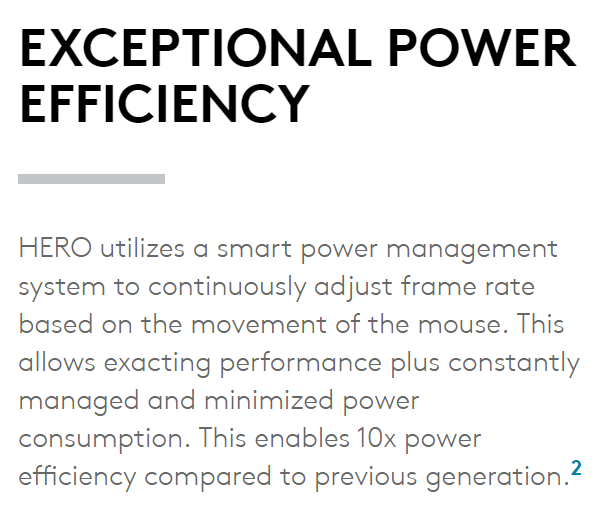 EXCEPTIONAL POWER
EFFICIENCY
HERO utilizes a smart power management
system to continuously adjust frame rate
based on the movement of the mouse. This
allows exacting performance plus constantly
managed and minimized power
consumption. This enables 10x power
efficiency compared to previous generation.2